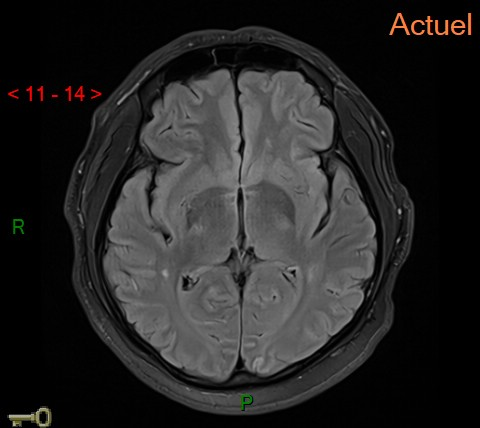 Actuel
< 11 - 14 >
R
P